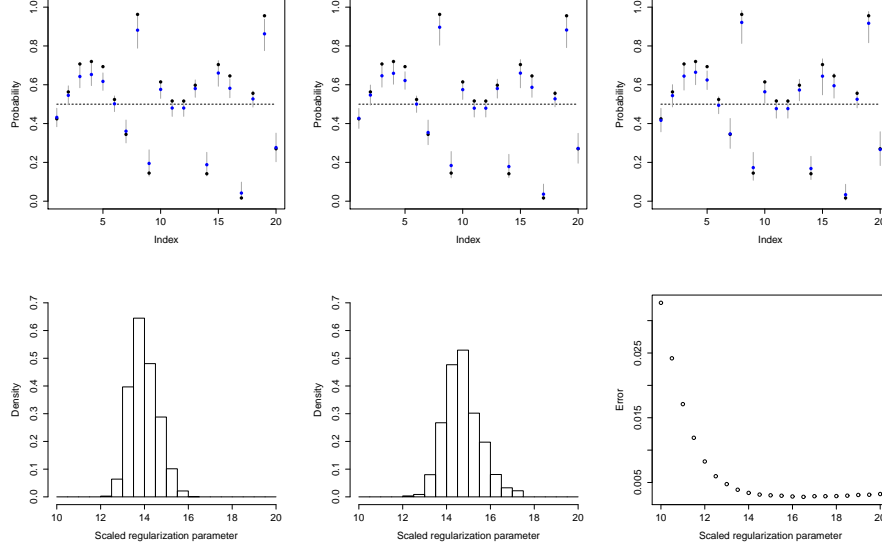 Probability
0.0 0.2 0.4 0.6 0.8 1.0
5 10 15 20
Index
Probability
0.0 0.2 0.4 0.6 0.8 1.0
5 10 15 20
Index
Probability
0.0 0.2 0.4 0.6 0.8 1.0
5 10 15 20
Index
Density
0.0 0.1 0.2 0.3 0.4 0.5 0.6 0.7
10 12 14 16 18 20
Scaled regularization parameter
Density
0.0 0.1 0.2 0.3 0.4 0.5 0.6 0.7
10 12 14 16 18 20
Scaled regularization parameter
Error
0.005 0.015 0.025
10 12 14 16 18 20
Scaled regularization parameter